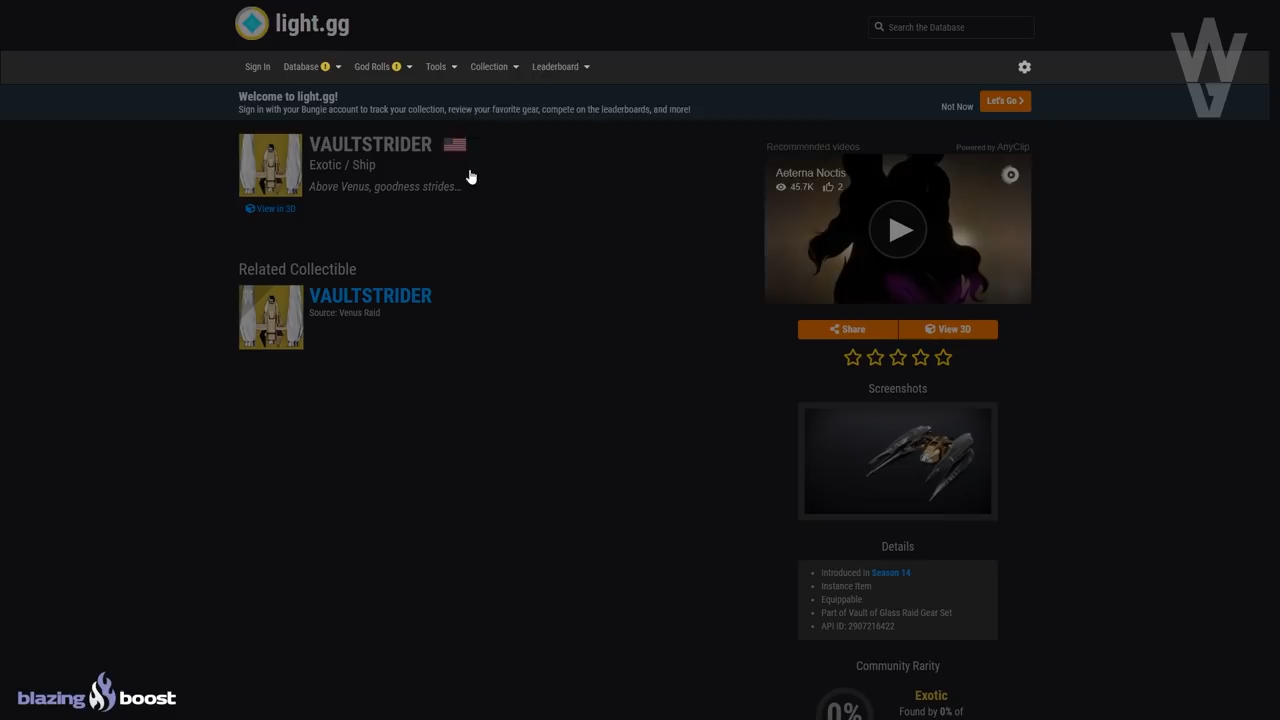 light.gg
Search the Database
WG
Sign In
Database
God Rolls
Tools
Collection
Leaderboard
Welcome to light.gg!
Sign in with your Bungie account to track your collection, review your favorite gear, compete on the leaderboards, and more!
Not Now
Let's Go
VAULTSTRIDER
Exotic / Ship
Above Venus, goodness strides...
View in 3D
Related Collectible
VAULTSTRIDER
Source: Venus Raid
Recommended videos
Powered by AnyClip
Aeterna Noctis
45.7K 2
Share
View 3D
Screenshots
Details
Introduced in Season 14
Instance Item
Equippable
Part of Vault of Glass Raid Gear Set
API ID: 2907216422
Community Rarity
0%
Exotic
Found by 0% of
blazing boost